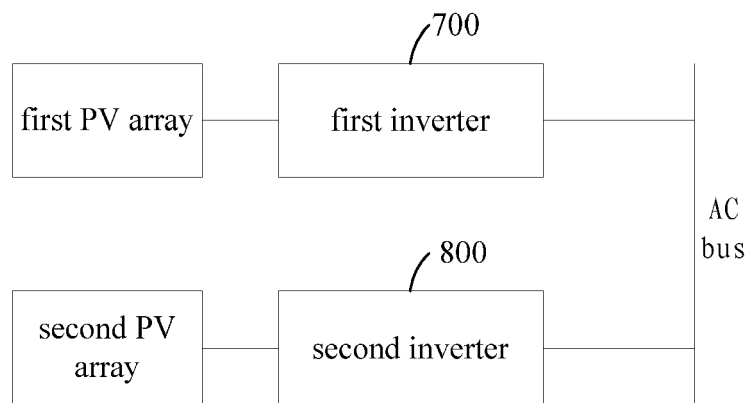 700
first PV array
first inverter
AC
bus
800
second PV
array
second inverter